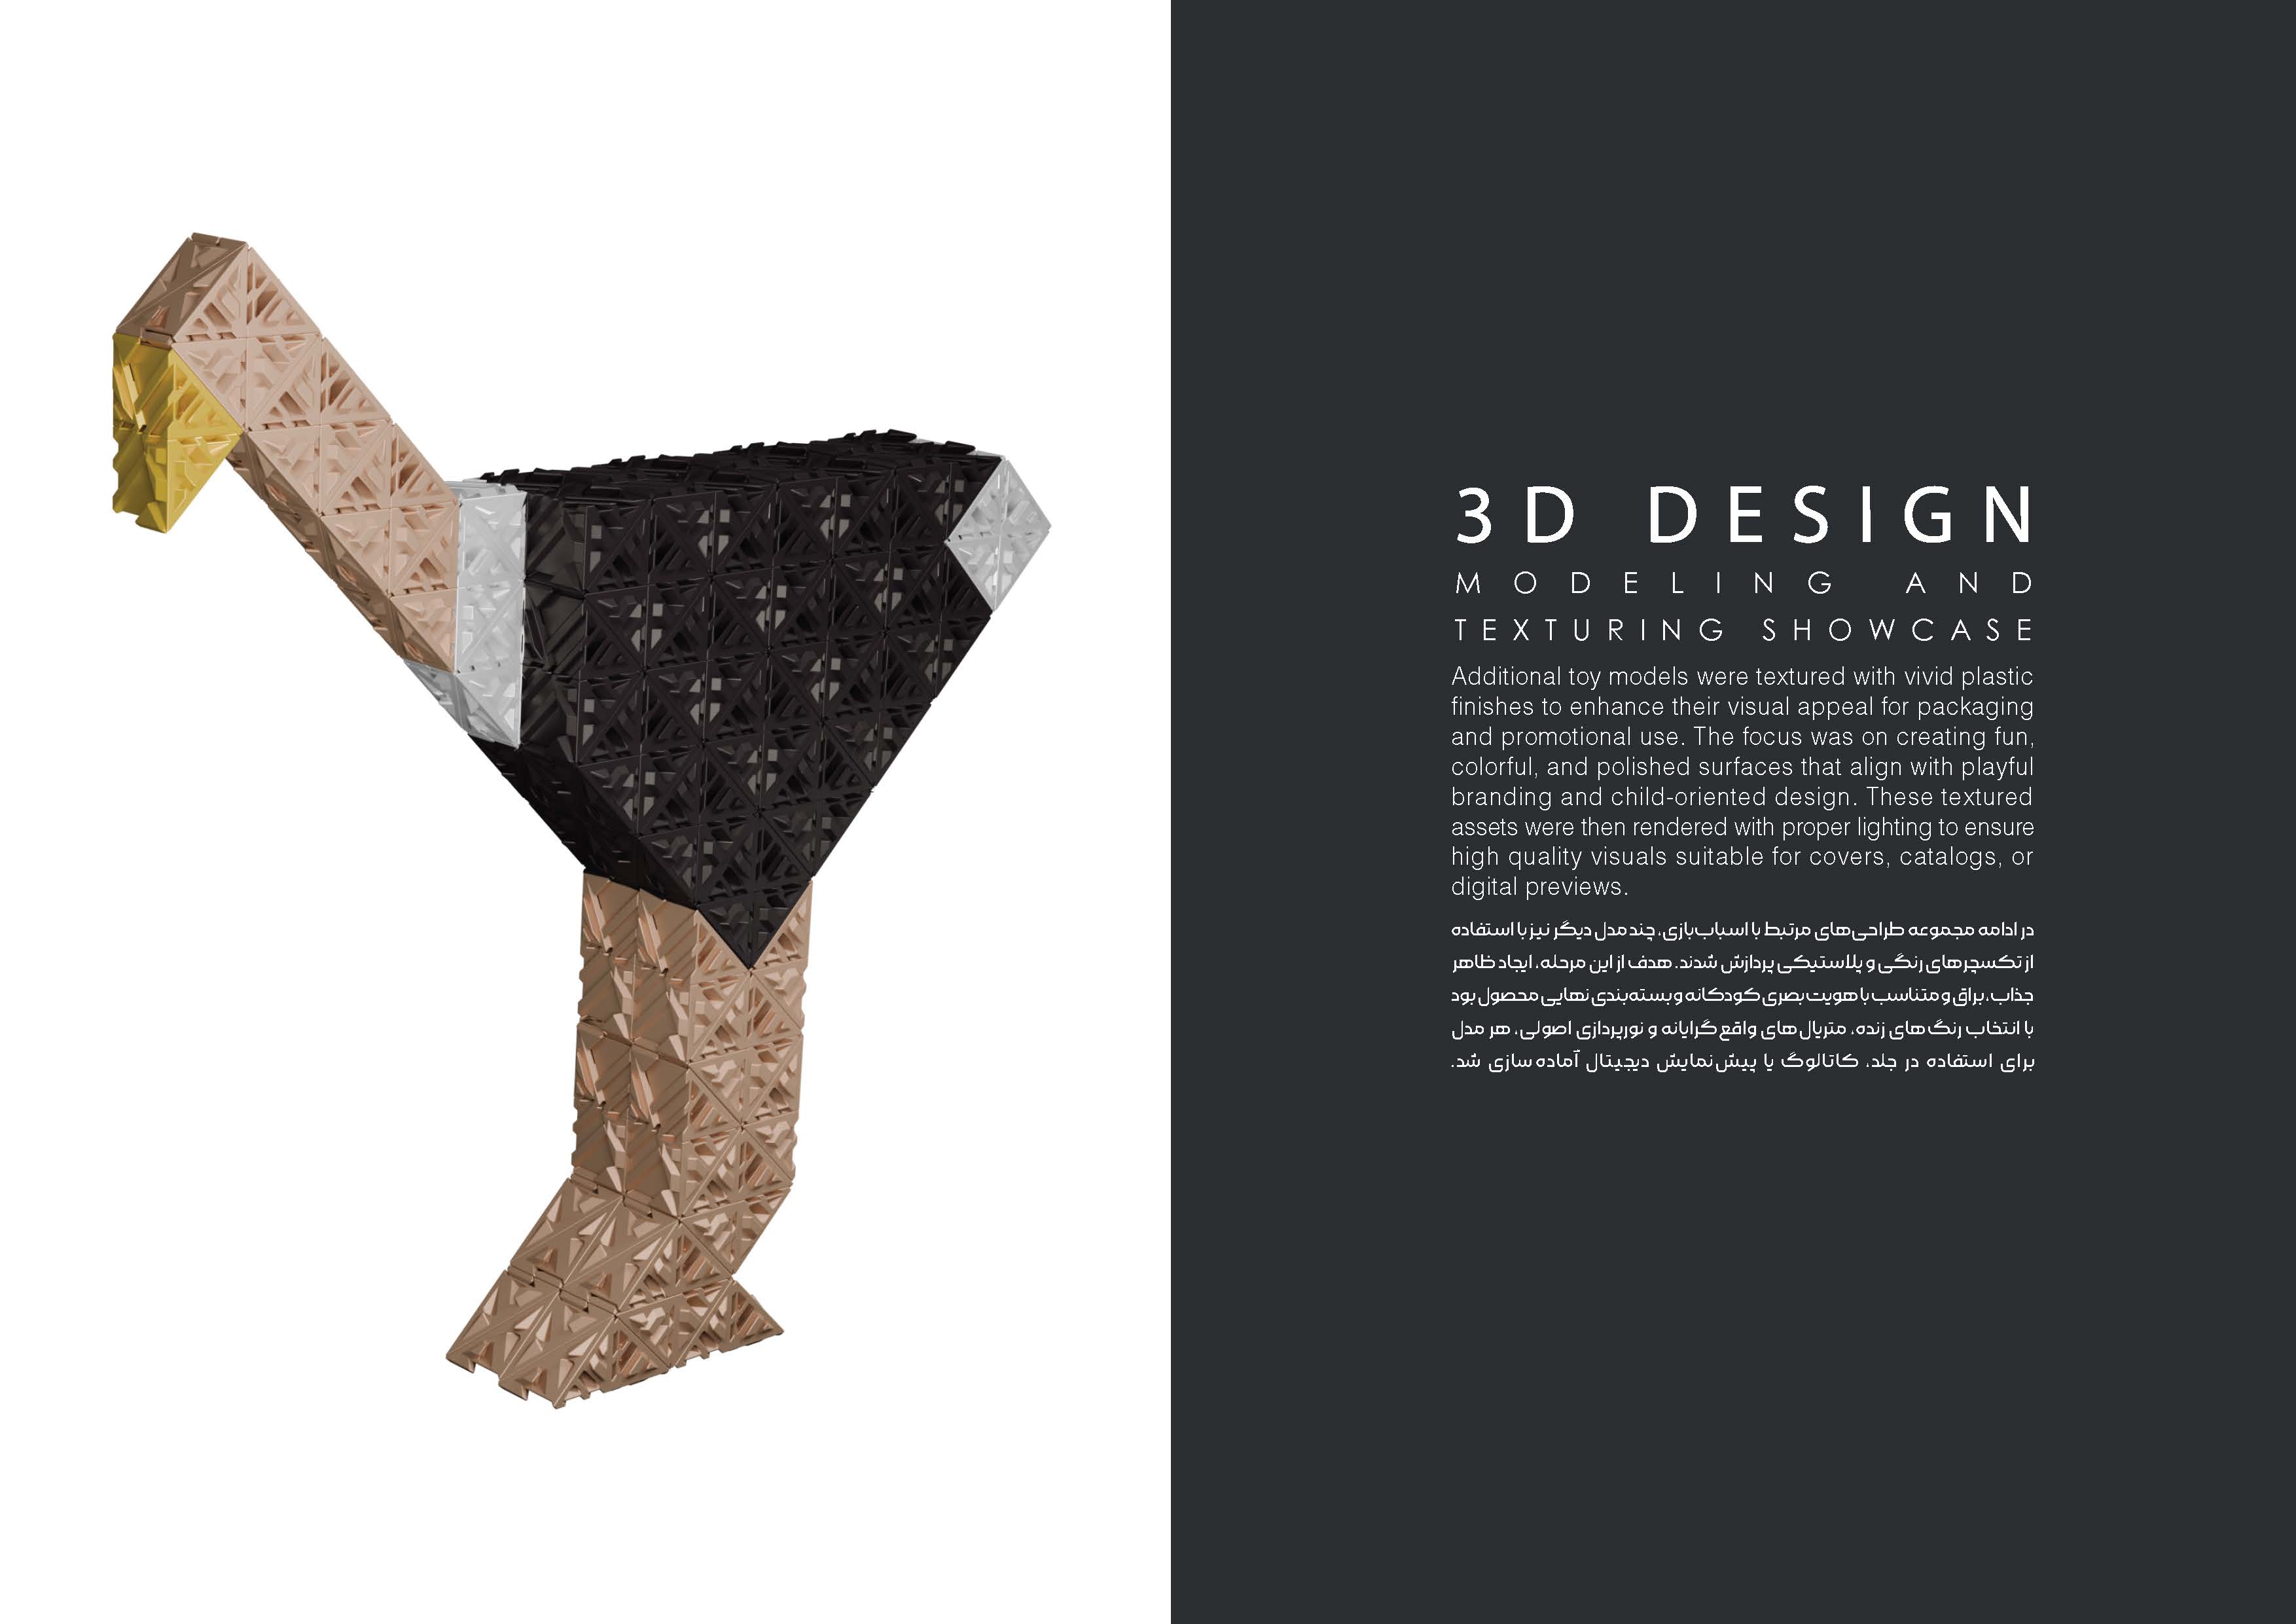 3D DESIGN
MODELING AND
TEXTURING SHOWCASE
Additional toy models were textured with vivid plastic
finishes to enhance their visual appeal for packaging
and promotional use. The focus was on creating fun,
colorful, and polished surfaces that align with playful
branding and child-oriented design. These textured
assets were then rendered with proper lighting to ensure
high quality visuals suitable for covers, catalogs, or
digital previews.
در ادامه مجموعه طراحی‌های مرتبط با اسباب‌بازی، چند مدل دیگر نیز با استفاده
از تکسچرهای رنگی و پلاستیکی پردازش شدند. هدف از این مرحله، ایجاد ظاهر
جذاب، براق و متناسب با هویت بصری کودکانه و بسته‌بندی نهایی محصول بود
با انتخاب رنگ‌های زنده، متریال‌های واقع‌گرایانه و نورپردازی اصولی، هر مدل
برای استفاده در جلد، کاتالوگ یا پیش‌نمایش دیجیتال آماده‌سازی شد.